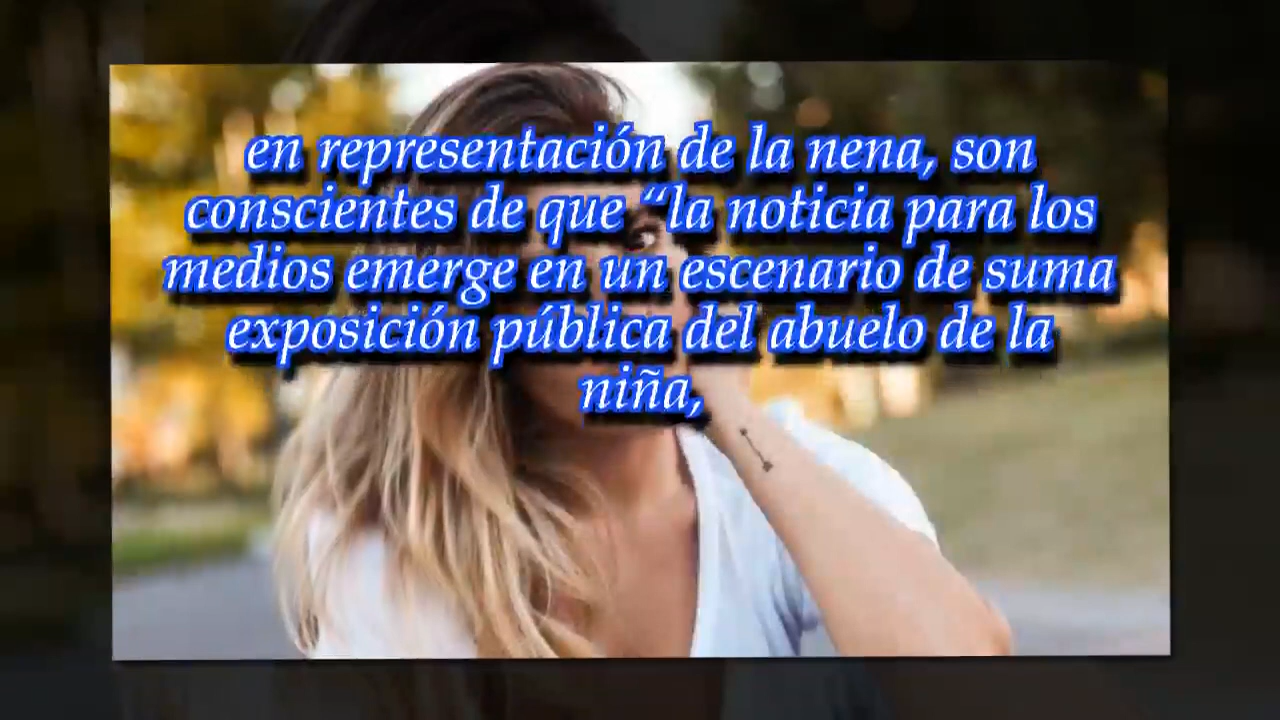 en representación de la nena, son
conscientes de que “la noticia para los
medios emerge en un escenario de suma
exposición pública del abuelo de la
niña,